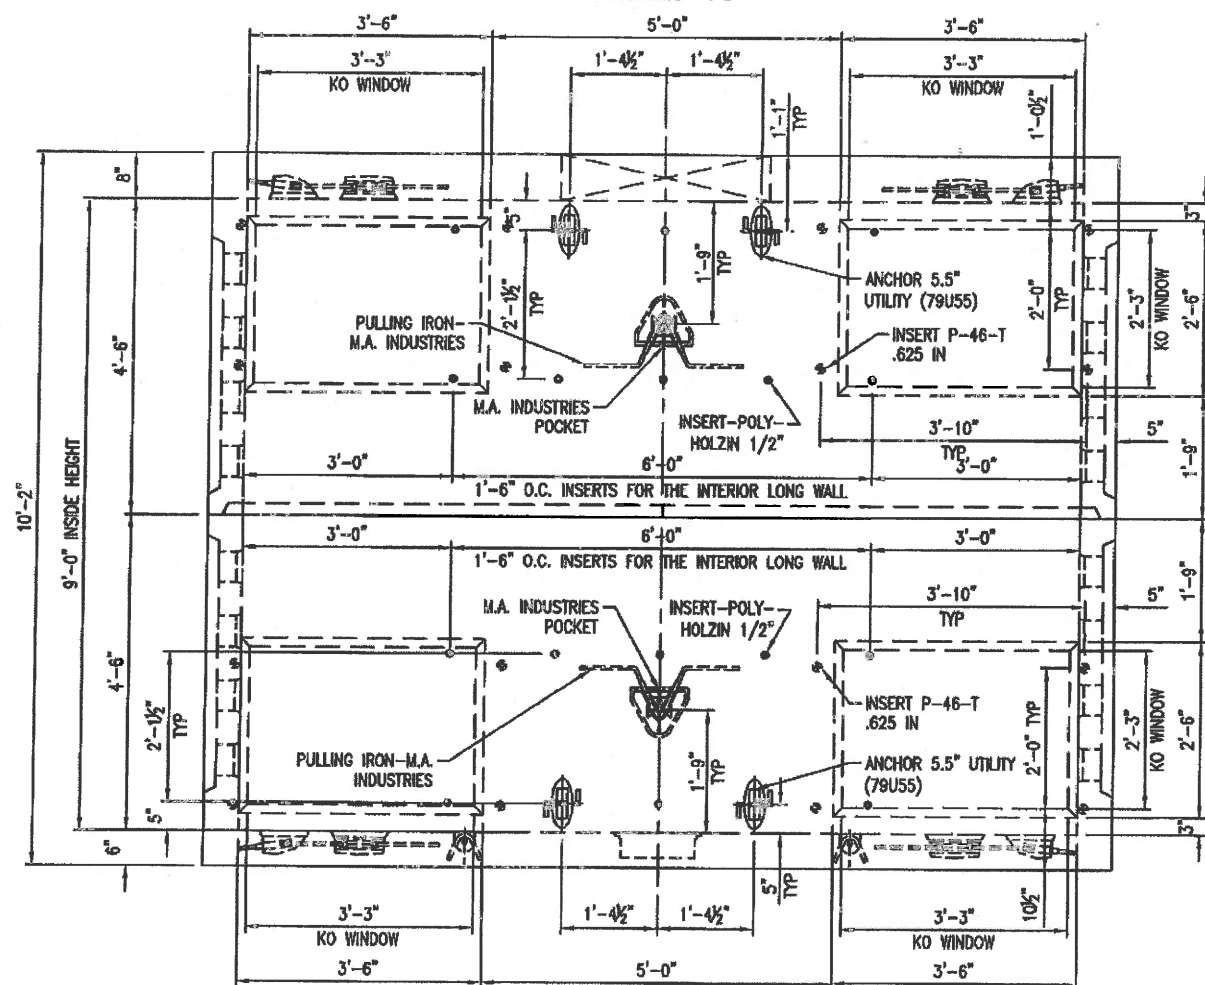 3'-6"
5'-0"
3'-6"
3'-3"
KO WINDOW
1'-4½"
1'-4½"
3'-3"
KO WINDOW
1'-1"
TYP
1'-0½"
8"
5"
3"
1'-9"
TYP
2'-1½"
TYP
ANCHOR 5.5"
UTILITY (79U55)
2'-0"
TYP
2'-3"
KO WINDOW
2'-6"
PULLING IRON-
M.A. INDUSTRIES
INSERT P-46-T
.625 IN
4'-6"
M.A. INDUSTRIES
POCKET
INSERT-POLY-
HOLZIN 1/2"
3'-10"
TYP
5"
1'-9"
3'-0"
6'-0"
3'-0"
1'-6" O.C. INSERTS FOR THE INTERIOR LONG WALL
10'-2"
9'-0" INSIDE HEIGHT
3'-0"
6'-0"
3'-0"
1'-6" O.C. INSERTS FOR THE INTERIOR LONG WALL
M.A. INDUSTRIES
POCKET
INSERT-POLY-
HOLZIN 1/2"
3'-10"
TYP
5"
1'-9"
4'-6"
2'-1½"
TYP
PULLING IRON-M.A.
INDUSTRIES
1'-9"
TYP
INSERT P-46-T
.625 IN
ANCHOR 5.5" UTILITY
(79U55)
2'-0" TYP
2'-3"
KO WINDOW
2'-6"
5"
6"
3"
5"
TYP
10½"
3'-3"
KO WINDOW
1'-4½"
1'-4½"
3'-3"
KO WINDOW
3'-6"
5'-0"
3'-6"